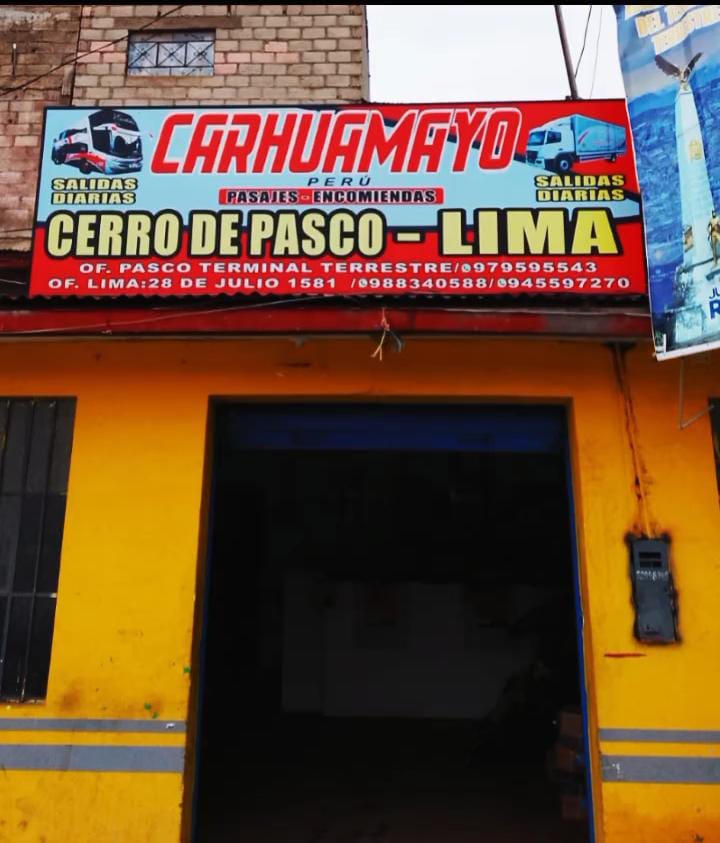 CARHUAMAYO
PERÚ
SALIDAS
DIARIAS
PASAJES - ENCOMIENDAS
SALIDAS
DIARIAS
CERRO DE PASCO - LIMA
OF. PASCO TERMINAL TERRESTRE/979595543
OF. LIMA:28 DE JULIO 1581 /988340588/945597270
DEL